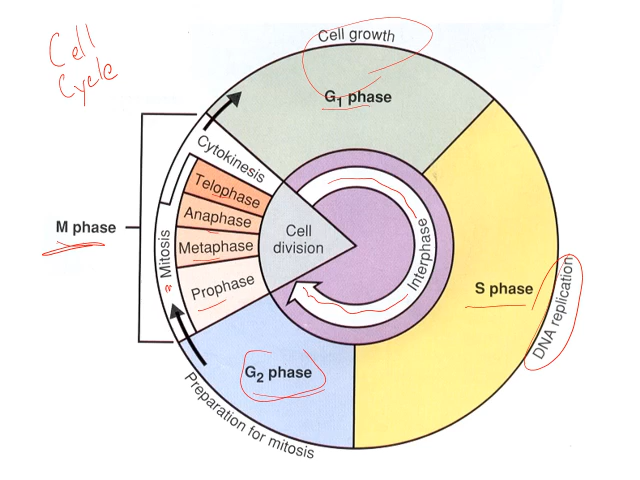 Cell
Cycle
Cell growth
G₁ phase
Cytokinesis
Telophase
Anaphase
Metaphase
Prophase
Mitosis
M phase
Cell
division
Interphase
S phase
DNA replication
G₂ phase
Preparation for mitosis